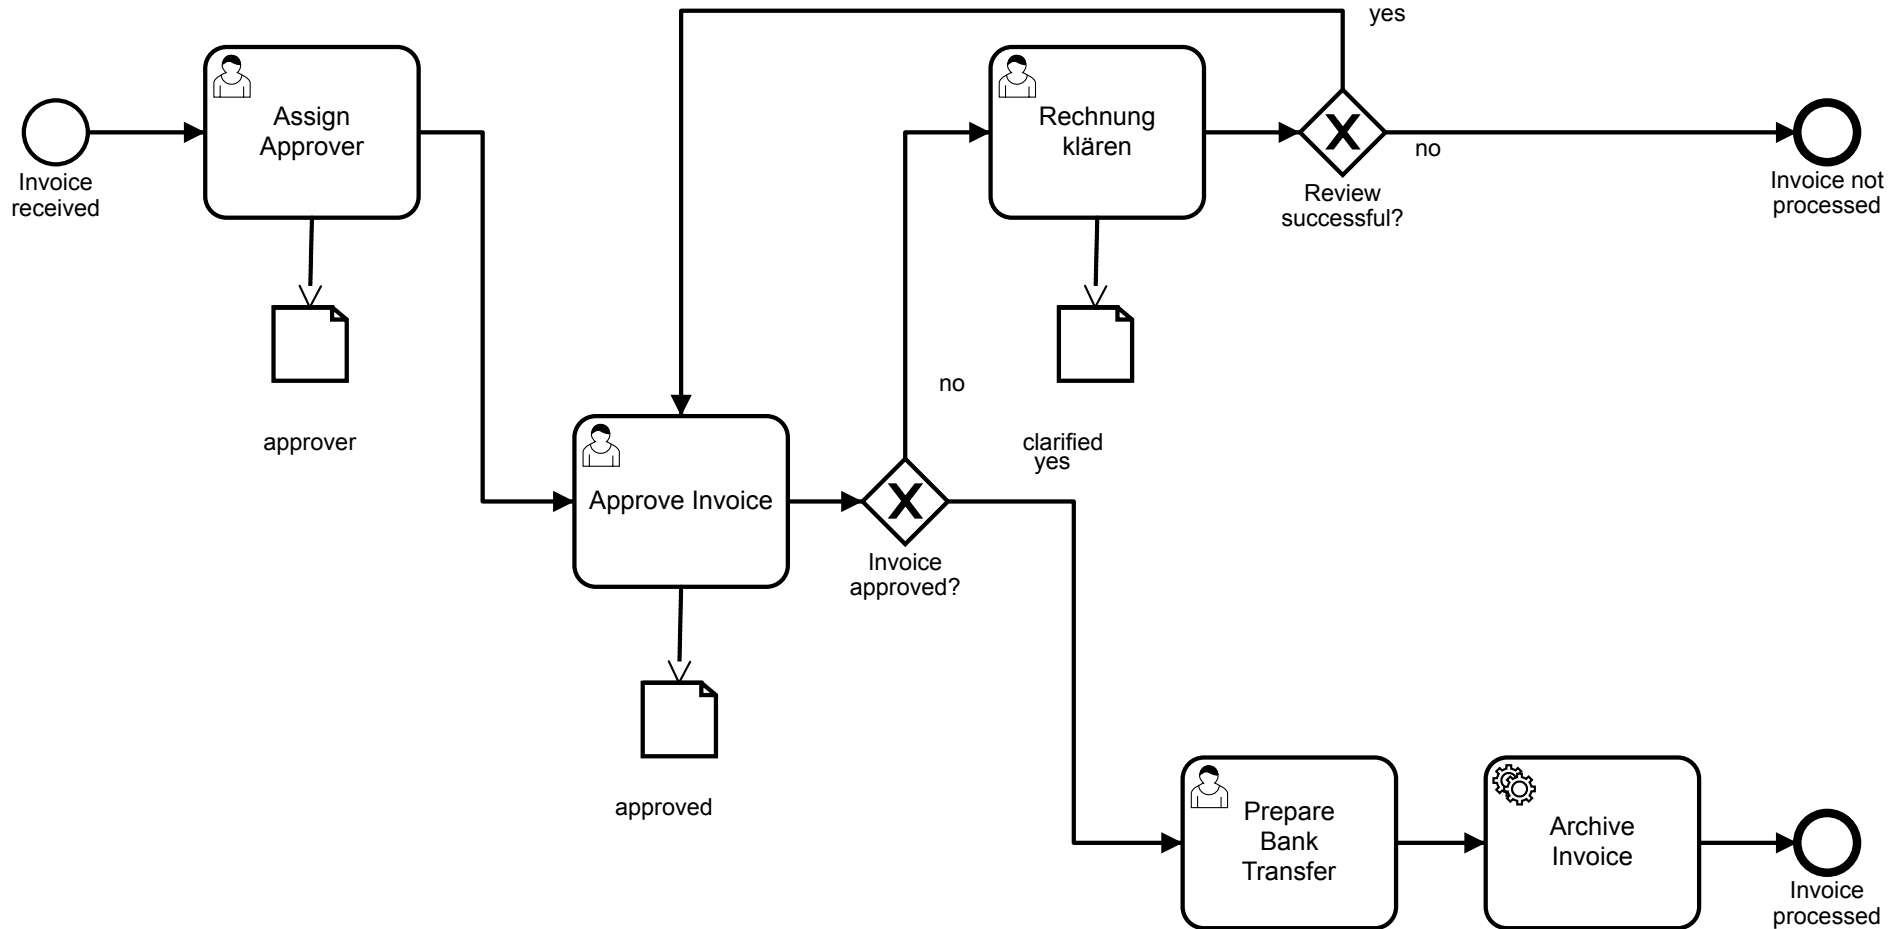 yes
Assign
Approver
Rechnung
klären
no
Invoice
received
Review
successful?
Invoice not
processed
no
approver
clarified
yes
Approve Invoice
Invoice
approved?
approved
Prepare
Bank
Transfer
Archive
Invoice
Invoice
processed